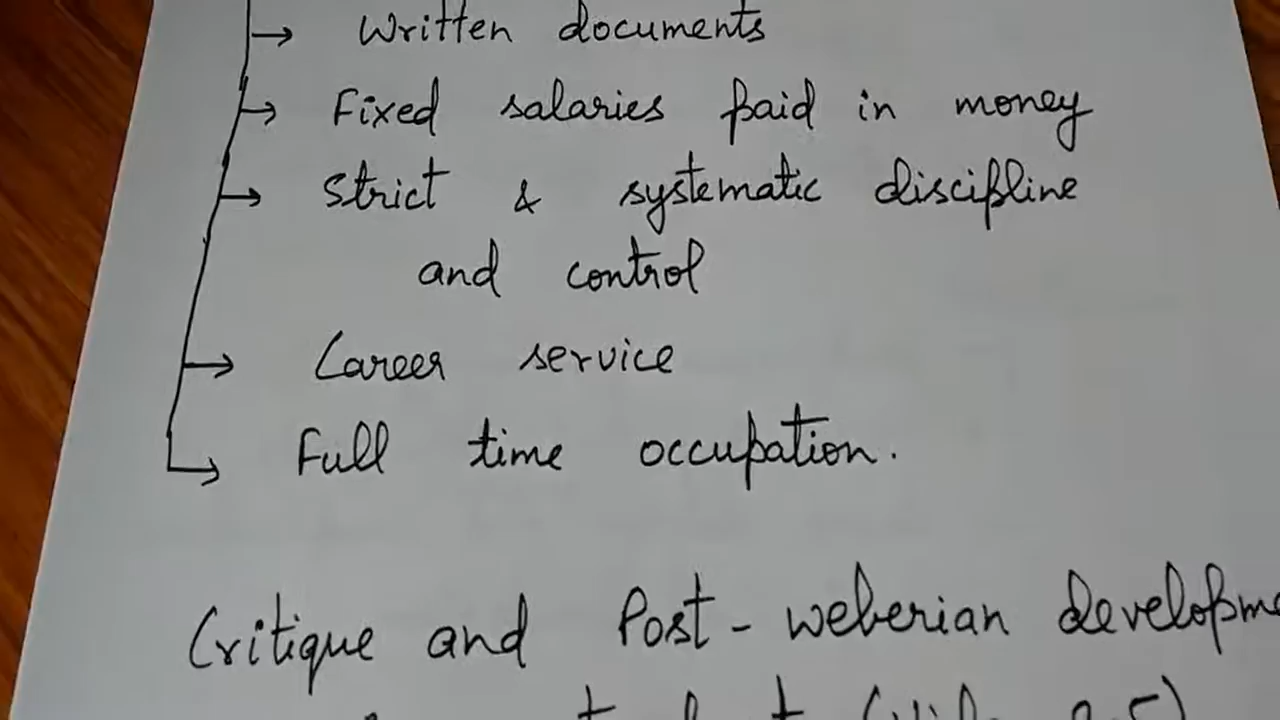 → Written documents
→ Fixed salaries paid in money
→ Strict & systematic discipline
and control
→ Career service
→ Full time occupation.
Critique and Post-weberian developme